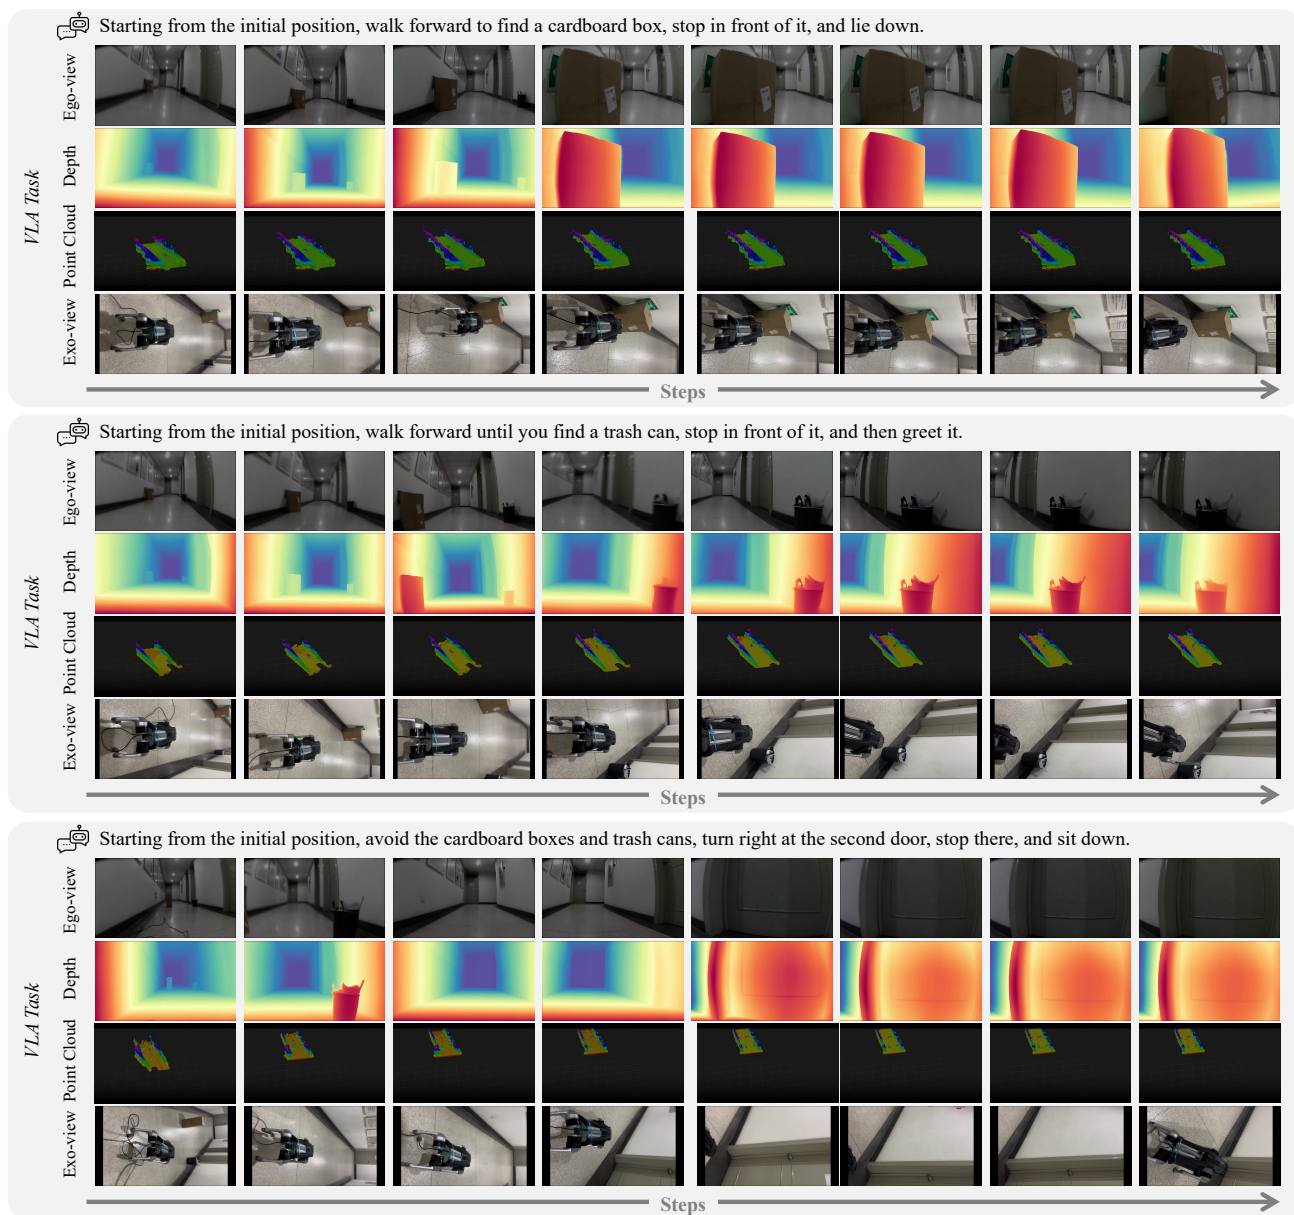 Starting from the initial position, walk forward to find a cardboard box, stop in front of it, and lie down.
VLA Task
Ego-view
Depth
Point Cloud
Exo-view
Steps
Starting from the initial position, walk forward until you find a trash can, stop in front of it, and then greet it.
VLA Task
Ego-view
Depth
Point Cloud
Exo-view
Steps
Starting from the initial position, avoid the cardboard boxes and trash cans, turn right at the second door, stop there, and sit down.
VLA Task
Ego-view
Depth
Point Cloud
Exo-view
Steps